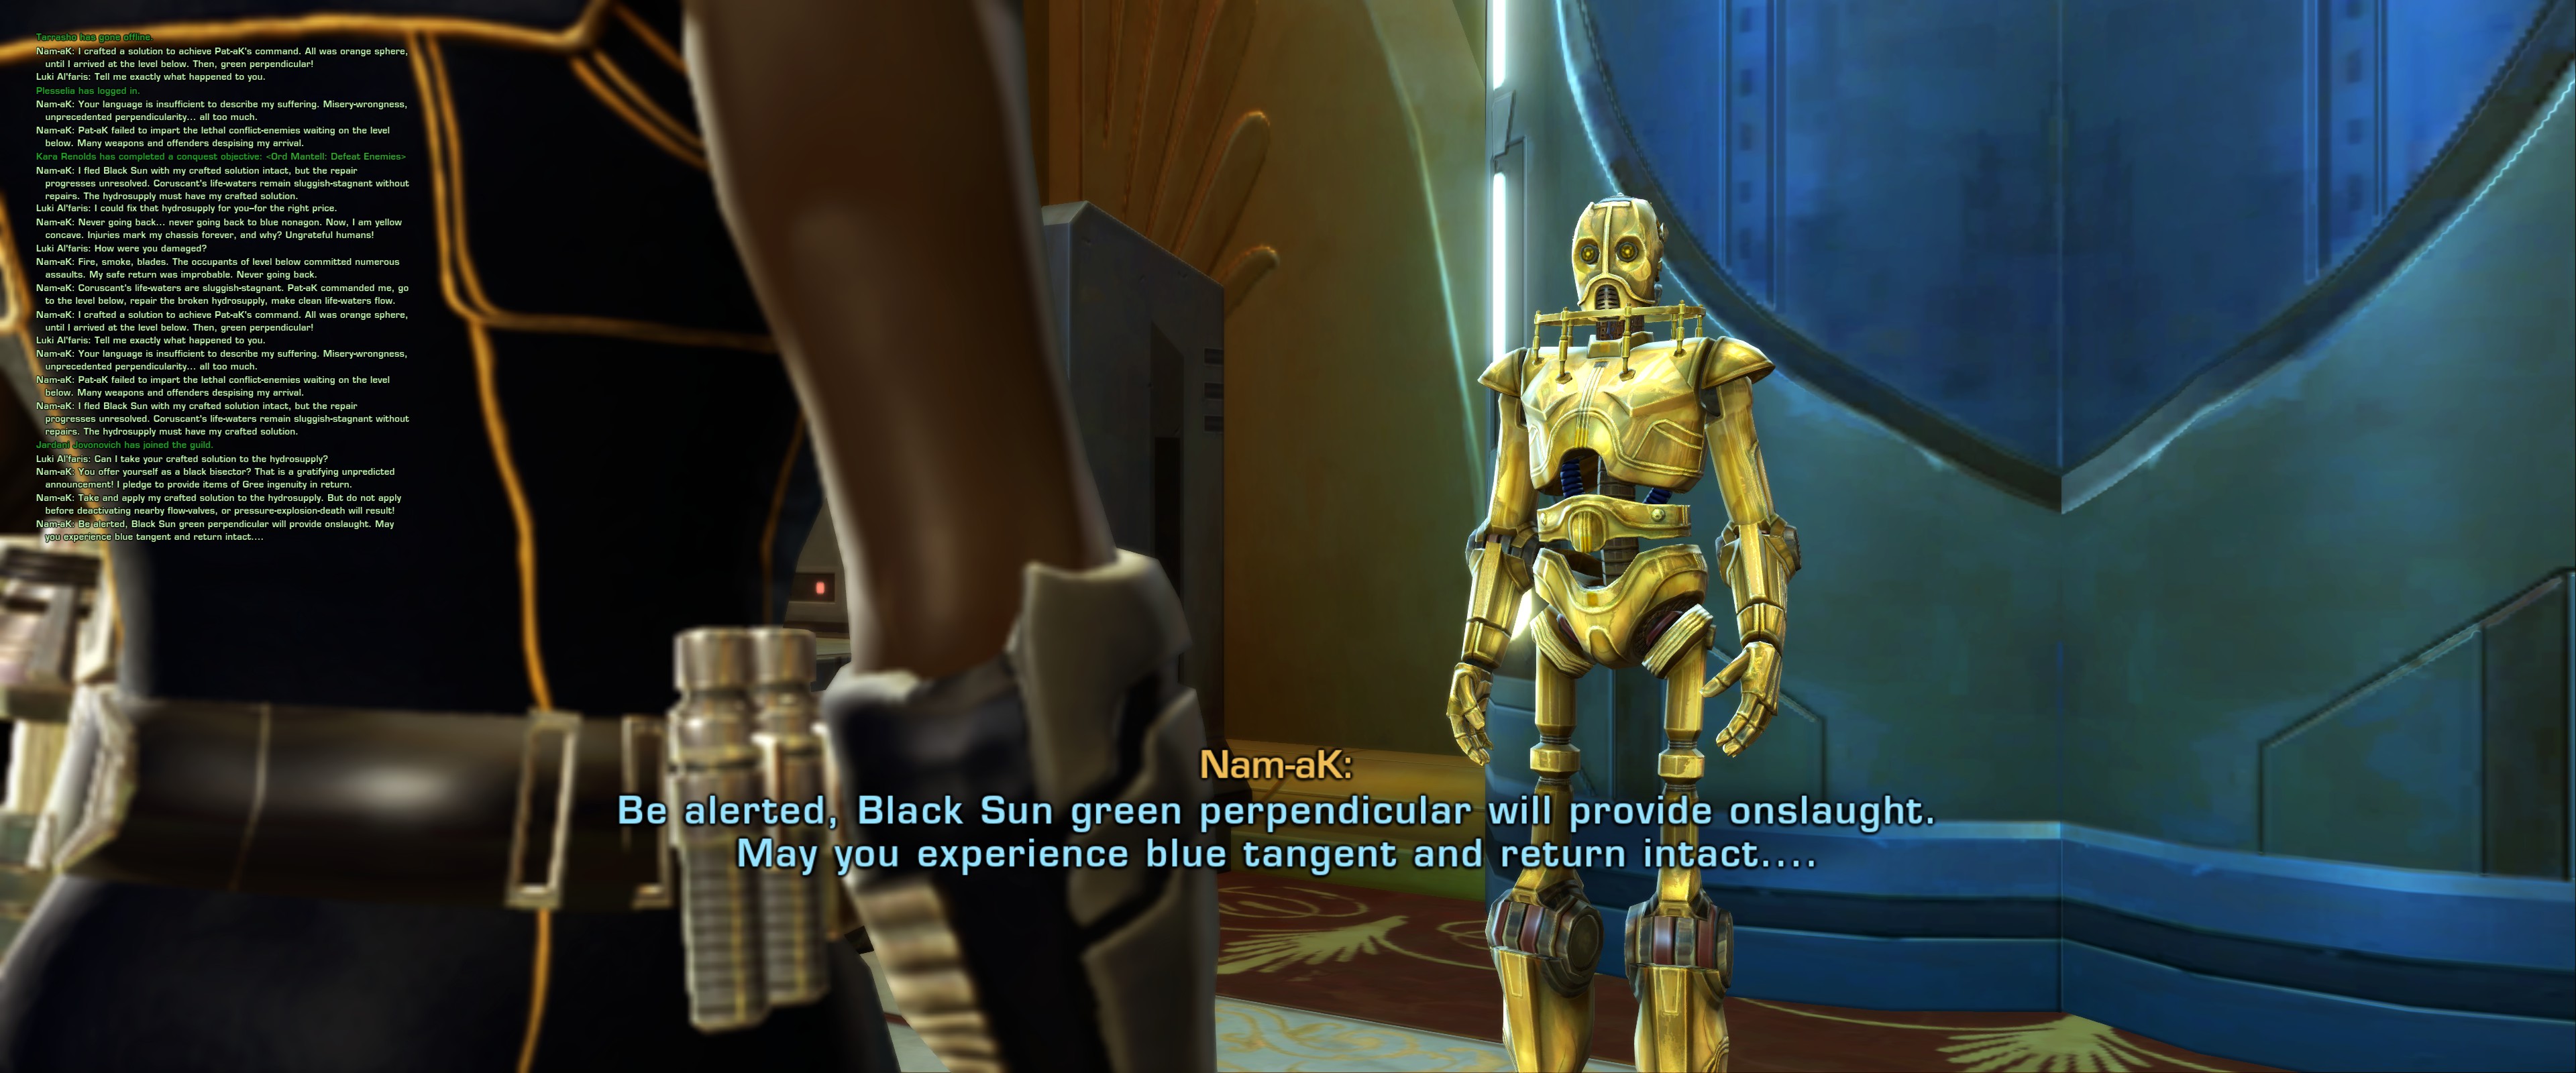 Tarrasho has gone offline.
Nam-aK: I crafted a solution to achieve Pat-aK's command. All was orange sphere,
until I arrived at the level below. Then, green perpendicular!
Luki Al'faris: Tell me exactly what happened to you.
Plesselia has logged in.
Nam-aK: Your language is insufficient to describe my suffering. Misery-wrongness,
unprecedented perpendicularity... all too much.
Nam-aK: Pat-aK failed to impart the lethal conflict-enemies waiting on the level
below. Many weapons and offenders despising my arrival.
Kara Renolds has completed a conquest objective: <Ord Mantell: Defeat Enemies>
Nam-aK: I fled Black Sun with my crafted solution intact, but the repair
progresses unresolved. Coruscant's life-waters remain sluggish-stagnant without
repairs. The hydrosupply must have my crafted solution.
Luki Al'faris: I could fix that hydrosupply for you—for the right price.
Nam-aK: Never going back... never going back to blue nonagon. Now, I am yellow
concave. Injuries mark my chassis forever, and why? Ungrateful humans!
Luki Al'faris: How were you damaged?
Nam-aK: Fire, smoke, blades. The occupants of level below committed numerous
assaults. My safe return was improbable. Never going back.
Nam-aK: Coruscant's life-waters are sluggish-stagnant. Pat-aK commanded me, go
to the level below, repair the broken hydrosupply, make clean life-waters flow.
Nam-aK: I crafted a solution to achieve Pat-aK's command. All was orange sphere,
until I arrived at the level below. Then, green perpendicular!
Luki Al'faris: Tell me exactly what happened to you.
Nam-aK: Your language is insufficient to describe my suffering. Misery-wrongness,
unprecedented perpendicularity... all too much.
Nam-aK: Pat-aK failed to impart the lethal conflict-enemies waiting on the level
below. Many weapons and offenders despising my arrival.
Nam-aK: I fled Black Sun with my crafted solution intact, but the repair
progresses unresolved. Coruscant's life-waters remain sluggish-stagnant without
repairs. The hydrosupply must have my crafted solution.
Jardani Jovonovich has joined the guild.
Luki Al'faris: Can I take your crafted solution to the hydrosupply?
Nam-aK: You offer yourself as a black bisector? That is a gratifying unpredicted
announcement! I pledge to provide items of Gree ingenuity in return.
Nam-aK: Take and apply my crafted solution to the hydrosupply. But do not apply
before deactivating nearby flow-valves, or pressure-explosion-death will result!
Nam-aK: Be alerted, Black Sun green perpendicular will provide onslaught. May
you experience blue tangent and return intact....
Nam-aK:
Be alerted, Black Sun green perpendicular will provide onslaught.
May you experience blue tangent and return intact....